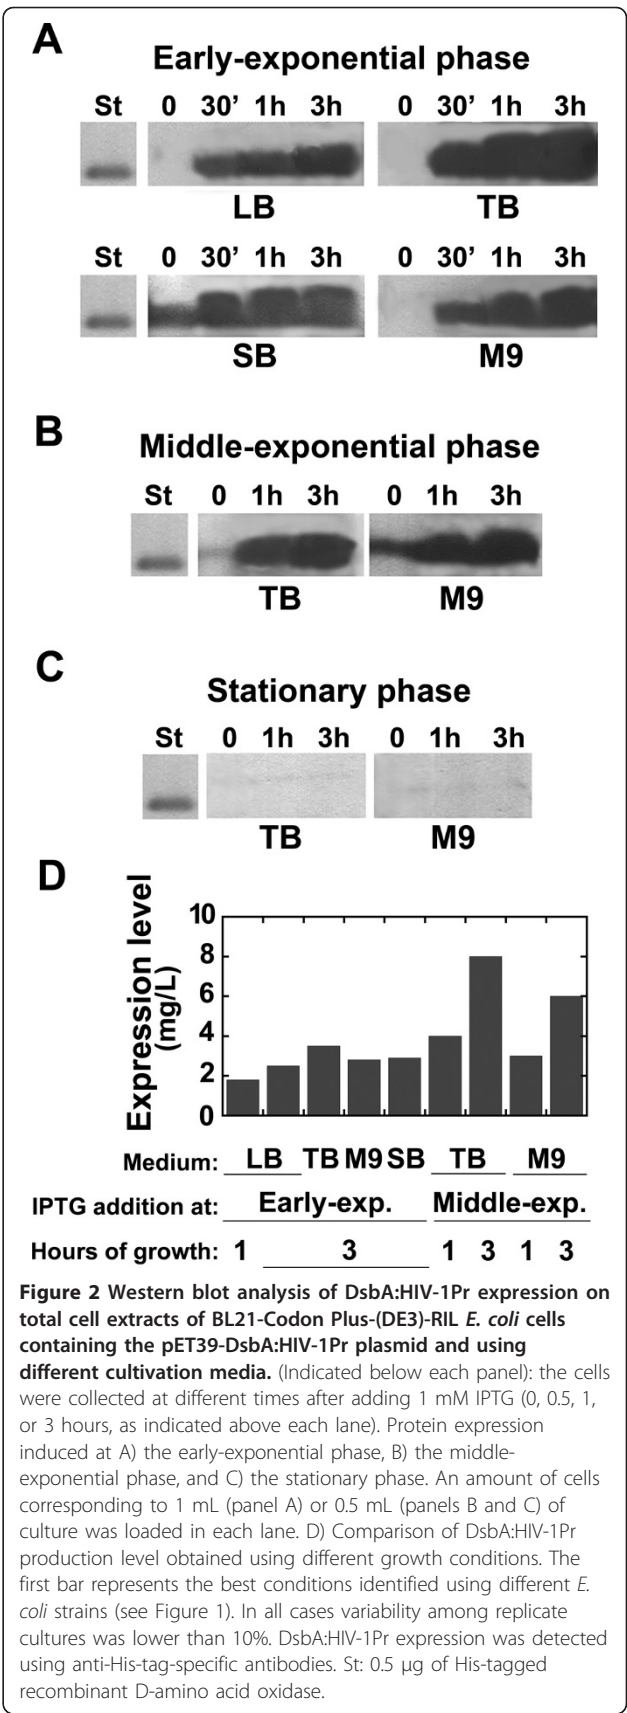 A
Early-exponential phase
St 0 30' 1h 3h 0 30' 1h 3h
LB TB
St 0 30' 1h 3h 0 30' 1h 3h
SB M9
B
Middle-exponential phase
St 0 1h 3h 0 1h 3h
TB M9
C
Stationary phase
St 0 1h 3h 0 1h 3h
TB M9
D
Expression level
(mg/L)
10
8
6
4
2
0
Medium: LB TB M9 SB TB M9
IPTG addition at: Early-exp. Middle-exp.
Hours of growth: 1 3 1 3 1 3
Figure 2 Western blot analysis of DsbA:HIV-1Pr expression on
total cell extracts of BL21-Codon Plus-(DE3)-RIL E. coli cells
containing the pET39-DsbA:HIV-1Pr plasmid and using
different cultivation media. (Indicated below each panel): the cells
were collected at different times after adding 1 mM IPTG (0, 0.5, 1,
or 3 hours, as indicated above each lane). Protein expression
induced at A) the early-exponential phase, B) the middle-
exponential phase, and C) the stationary phase. An amount of cells
corresponding to 1 mL (panel A) or 0.5 mL (panels B and C) of
culture was loaded in each lane. D) Comparison of DsbA:HIV-1Pr
production level obtained using different growth conditions. The
first bar represents the best conditions identified using different E.
coli strains (see Figure 1). In all cases variability among replicate
cultures was lower than 10%. DsbA:HIV-1Pr expression was detected
using anti-His-tag-specific antibodies. St: 0.5 μg of His-tagged
recombinant D-amino acid oxidase.